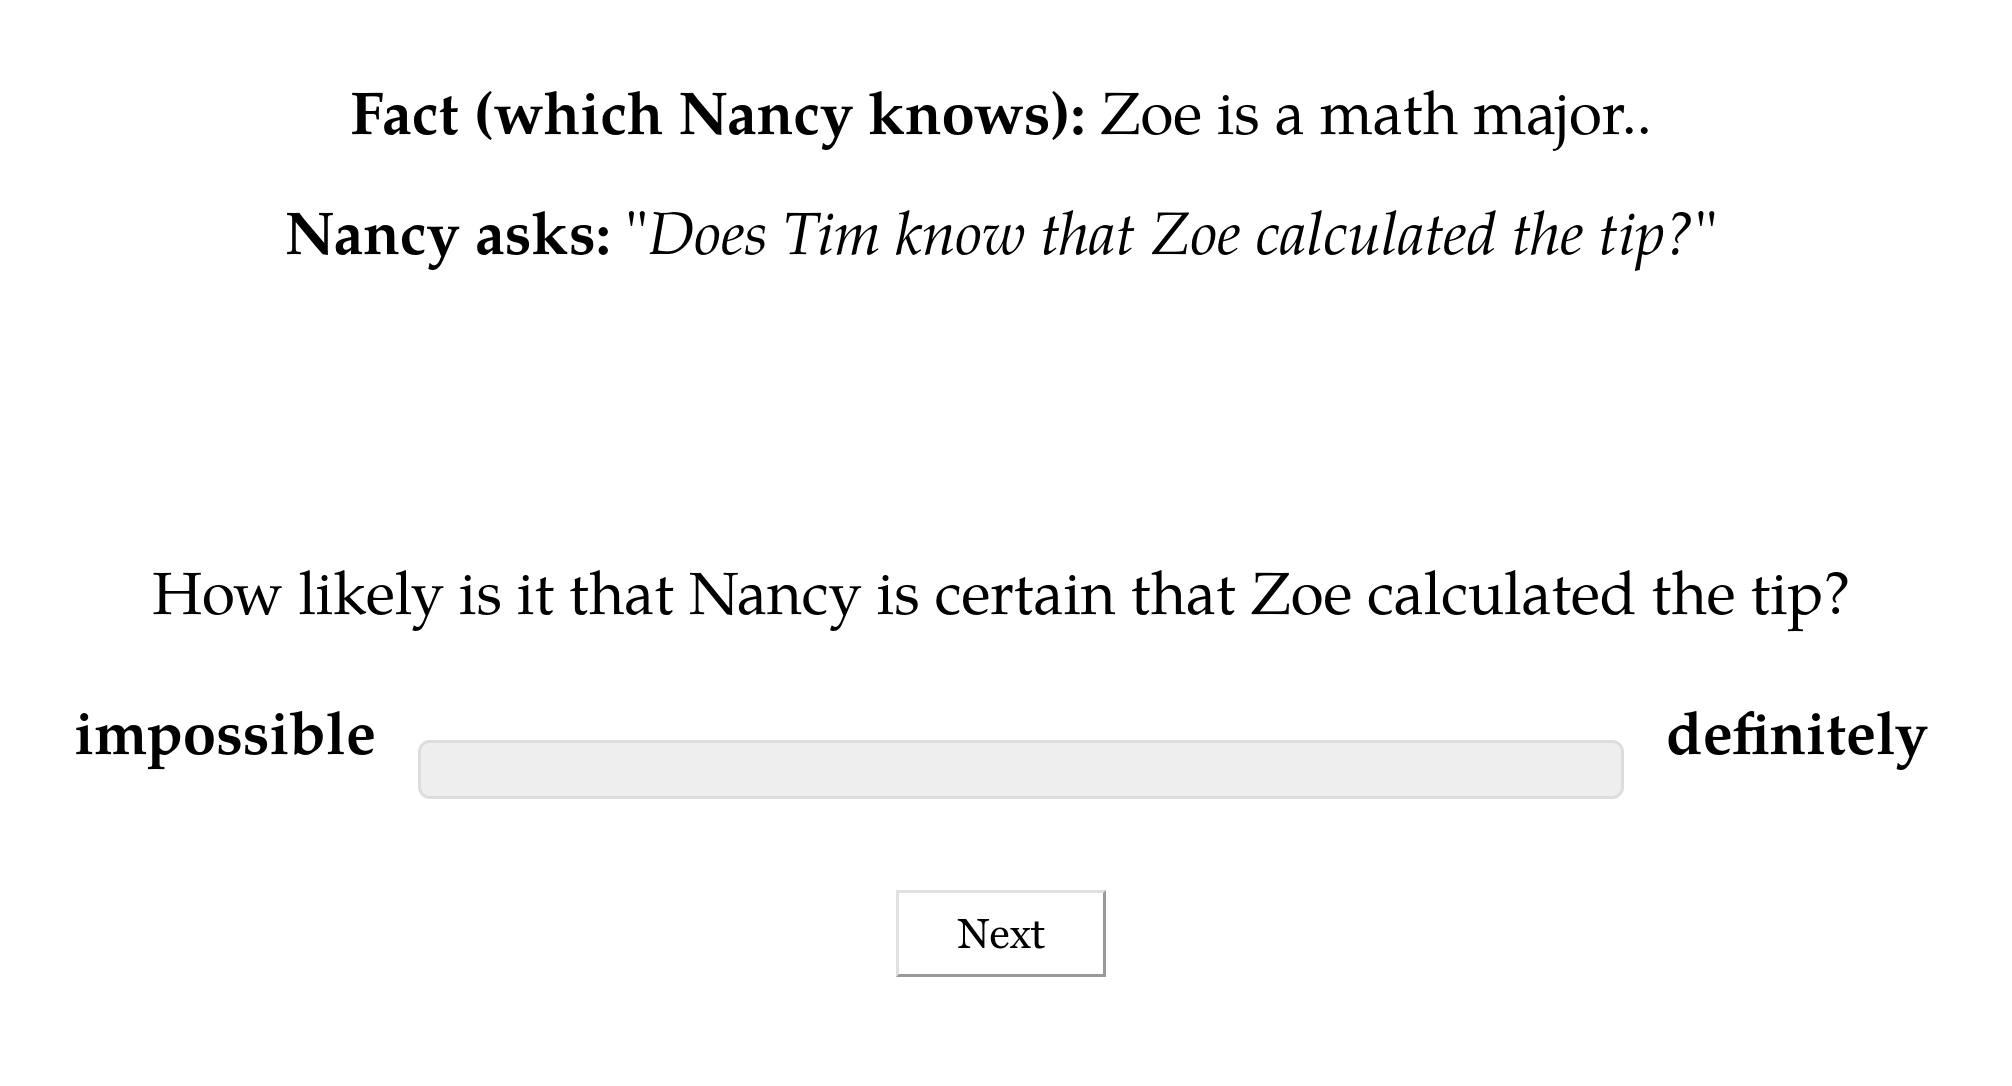 Fact (which Nancy knows): Zoe is a math major..
Nancy asks: "Does Tim know that Zoe calculated the tip?"
How likely is it that Nancy is certain that Zoe calculated the tip?
impossible definitely
Next